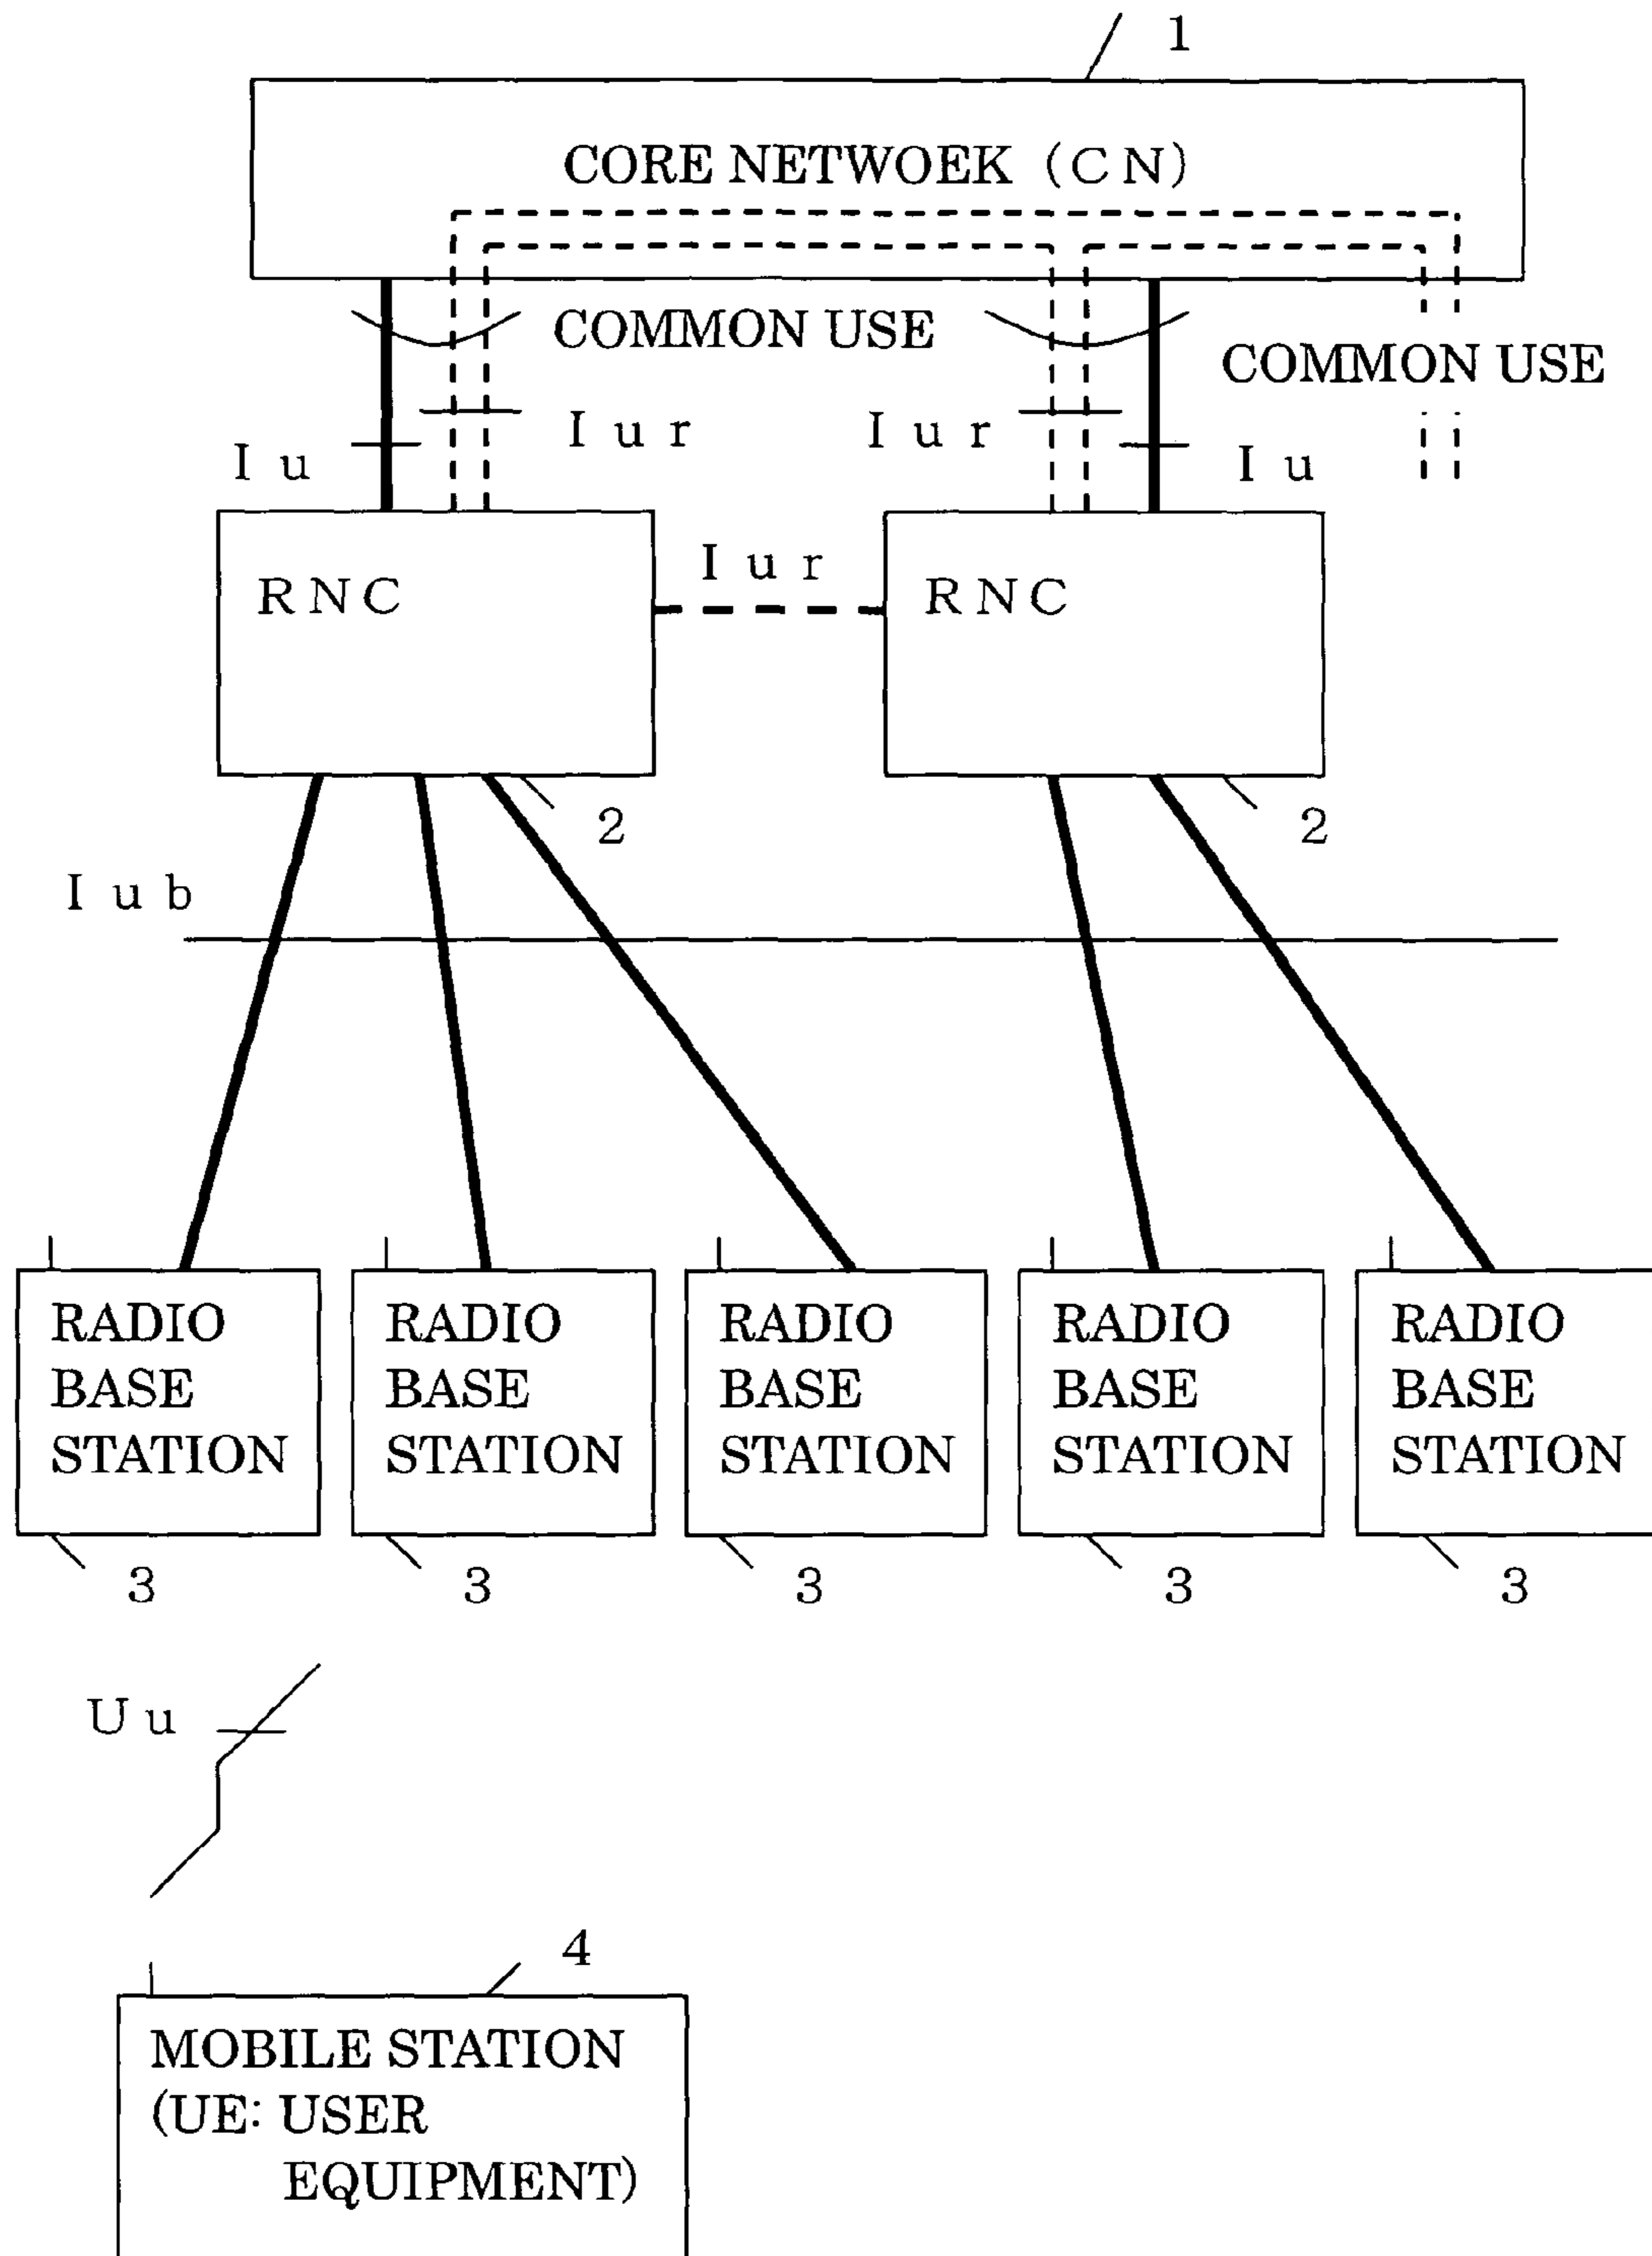 1
CORE NETWOEK (CN)
COMMON USE
COMMON USE
Iu
Iur
Iur
Iu
RNC
Iur
RNC
2
2
Iub
RADIO
BASE
STATION
RADIO
BASE
STATION
RADIO
BASE
STATION
RADIO
BASE
STATION
RADIO
BASE
STATION
3
3
3
3
3
Uu
4
MOBILE STATION
(UE: USER
EQUIPMENT)